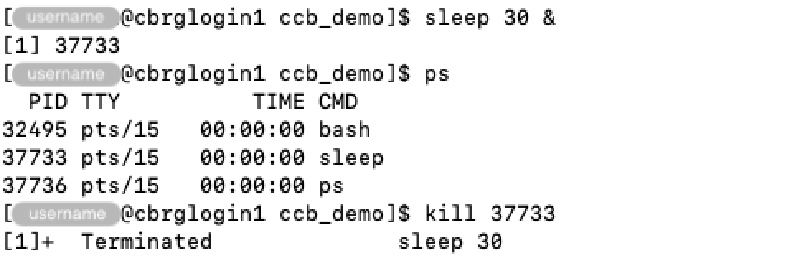 [ username @cbrglogin1 ccb_demo]$ sleep 30 &
[1] 37733
[ username @cbrglogin1 ccb_demo]$ ps
  PID TTY          TIME CMD
32495 pts/15   00:00:00 bash
37733 pts/15   00:00:00 sleep
37736 pts/15   00:00:00 ps
[ username @cbrglogin1 ccb_demo]$ kill 37733
[1]+  Terminated              sleep 30